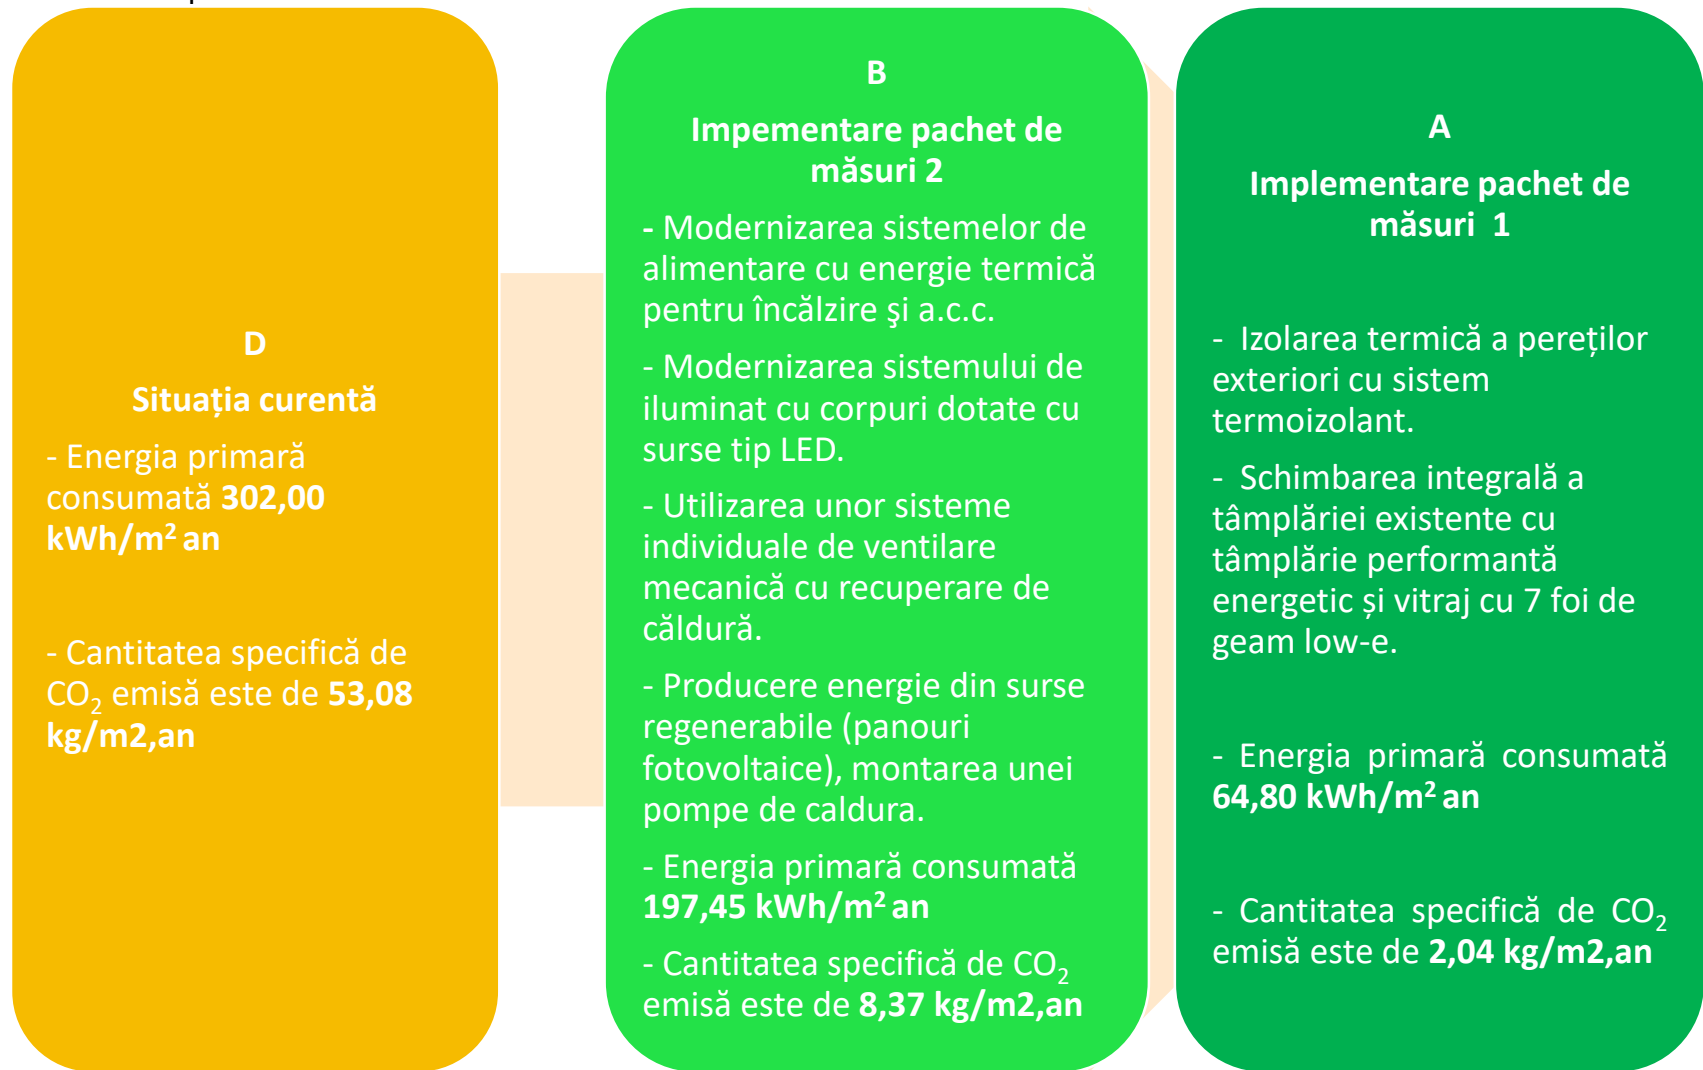 D
Situația curentă
- Energia primară
consumată 302,00
kWh/m² an
- Cantitatea specifică de
CO₂ emisă este de 53,08
kg/m2,an
B
Impementare pachet de
măsuri 2
- Modernizarea sistemelor de
alimentare cu energie termică
pentru încălzire şi a.c.c.
- Modernizarea sistemului de
iluminat cu corpuri dotate cu
surse tip LED.
- Utilizarea unor sisteme
individuale de ventilare
mecanică cu recuperare de
căldură.
- Producere energie din surse
regenerabile (panouri
fotovoltaice), montarea unei
pompe de caldura.
- Energia primară consumată
197,45 kWh/m² an
- Cantitatea specifică de CO₂
emisă este de 8,37 kg/m2,an
A
Implementare pachet de
măsuri 1
- Izolarea termică a pereților
exteriori cu sistem
termoizolant.
- Schimbarea integrală a
tâmplăriei existente cu
tâmplărie performantă
energetic și vitraj cu 7 foi de
geam low-e.
- Energia primară consumată
64,80 kWh/m² an
- Cantitatea specifică de CO₂
emisă este de 2,04 kg/m2,an